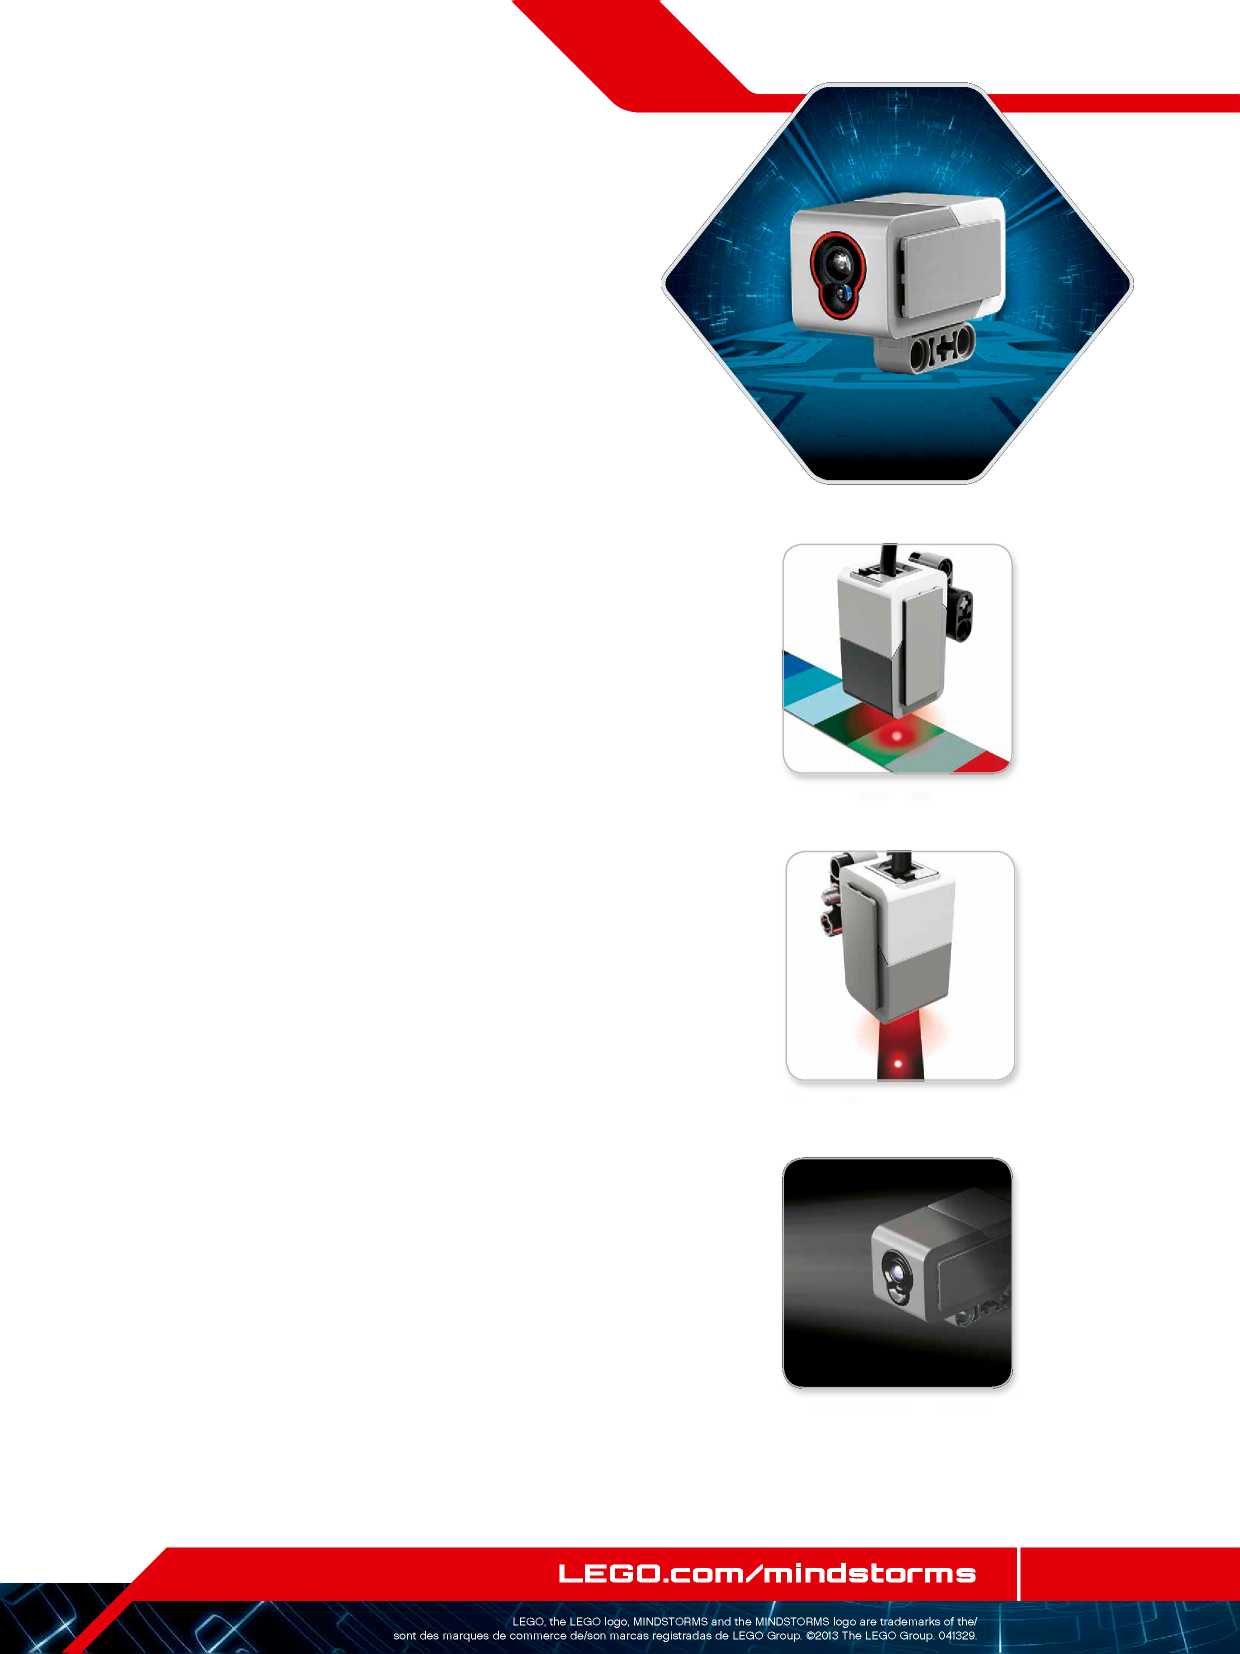 LEGO.com/mindstorms
LEGO, the LEGO logo, MINDSTORMS and the MINDSTORMS logo are trademarks of the/
sont des marques de commerce de/son marcas registradas de LEGO Group. ©2013 The LEGO Group. 041329.